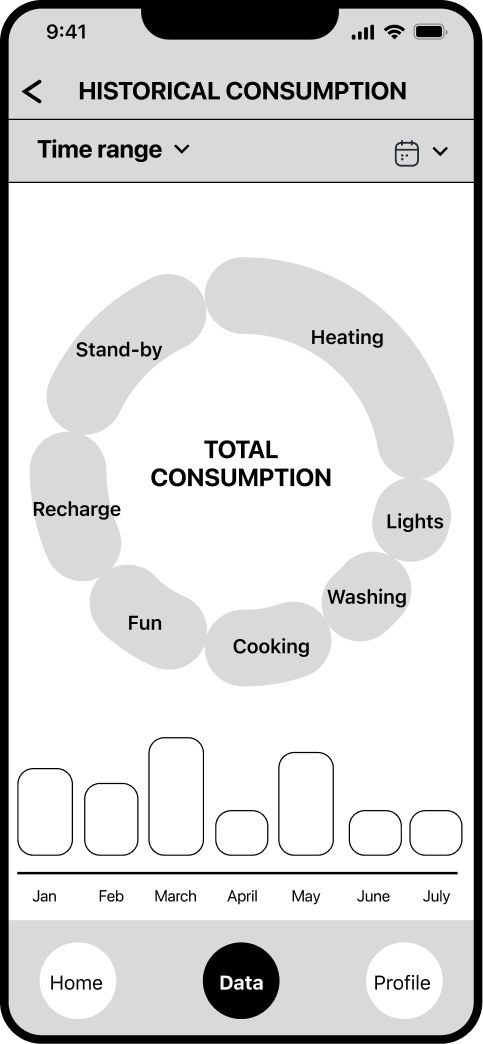 9:41
HISTORICAL CONSUMPTION
Time range
Heating
Stand-by
TOTAL
CONSUMPTION
Recharge
Lights
Washing
Fun
Cooking
Jan Feb March April May June July
Home Data Profile